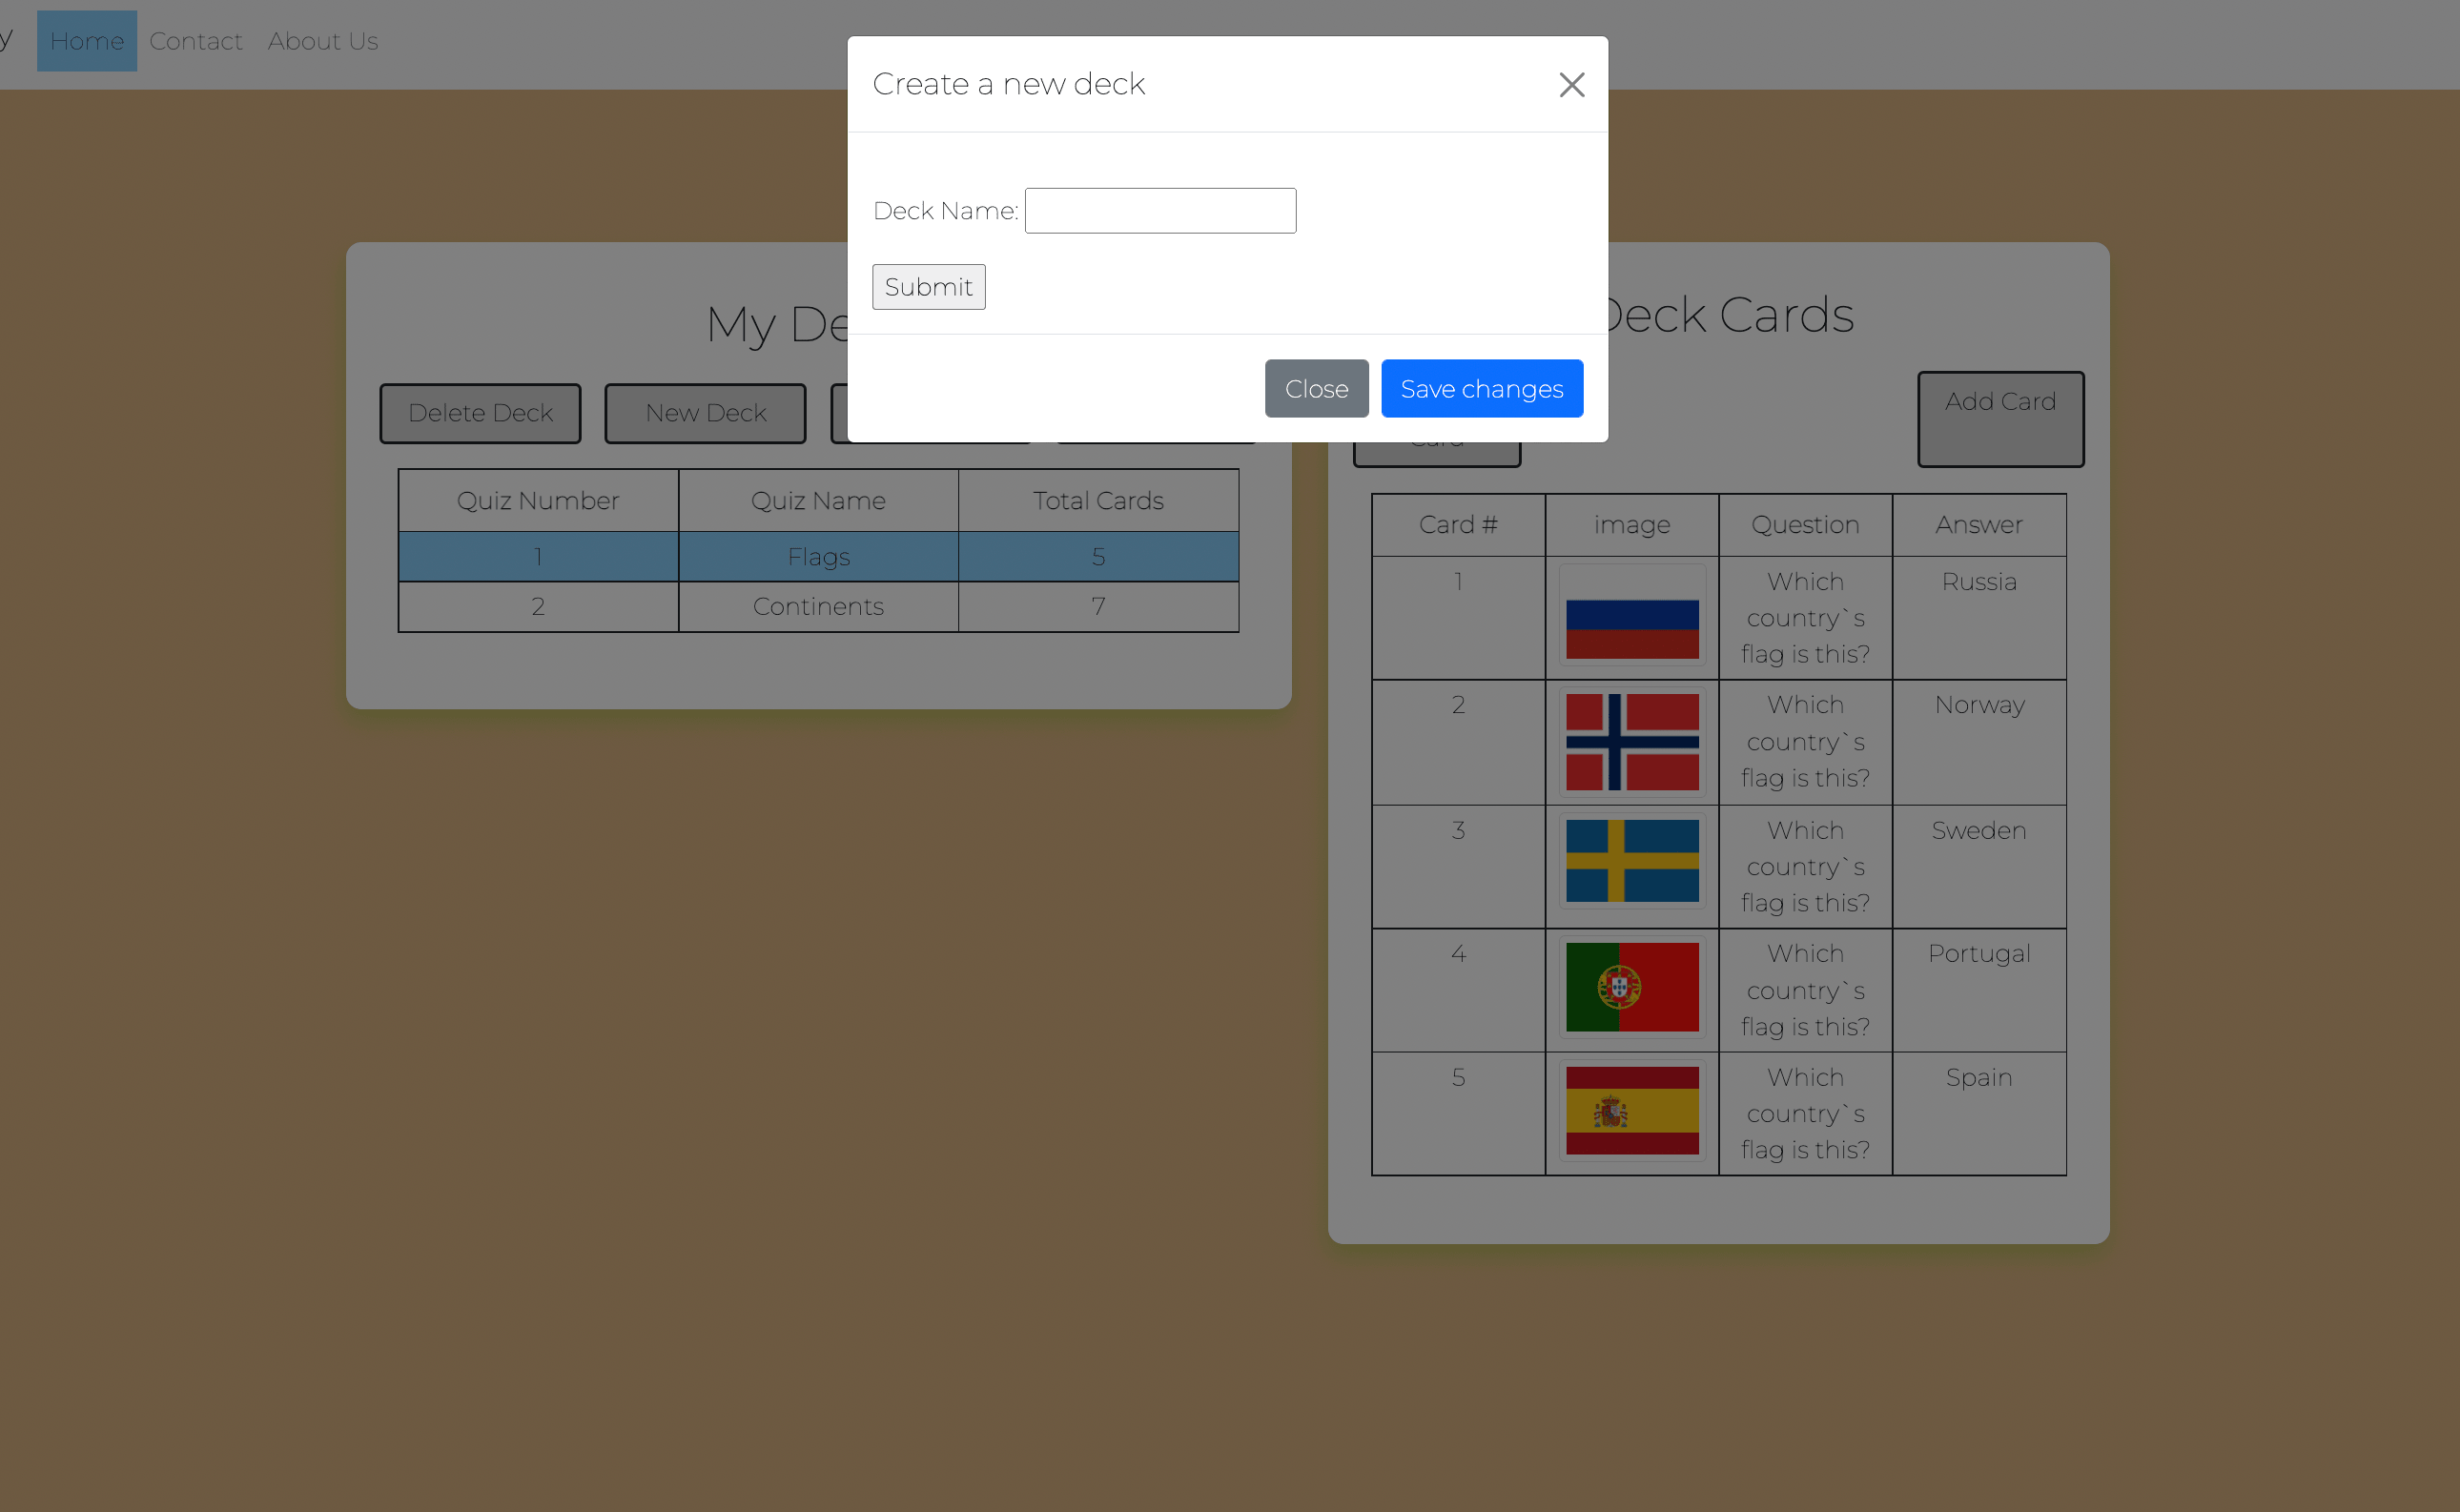 y Home Contact About Us
Create a new deck
Deck Name:
Submit
Close Save changes
My De
eck Cards
Delete Deck New Deck
Card
Add Card
Quiz Number Quiz Name Total Cards
1 Flags 5
2 Continents 7
Card # image Question Answer
1 Which Russia
country`s
flag is this?
2 Which Norway
country`s
flag is this?
3 Which Sweden
country`s
flag is this?
4 Which Portugal
country`s
flag is this?
5 Which Spain
country`s
flag is this?